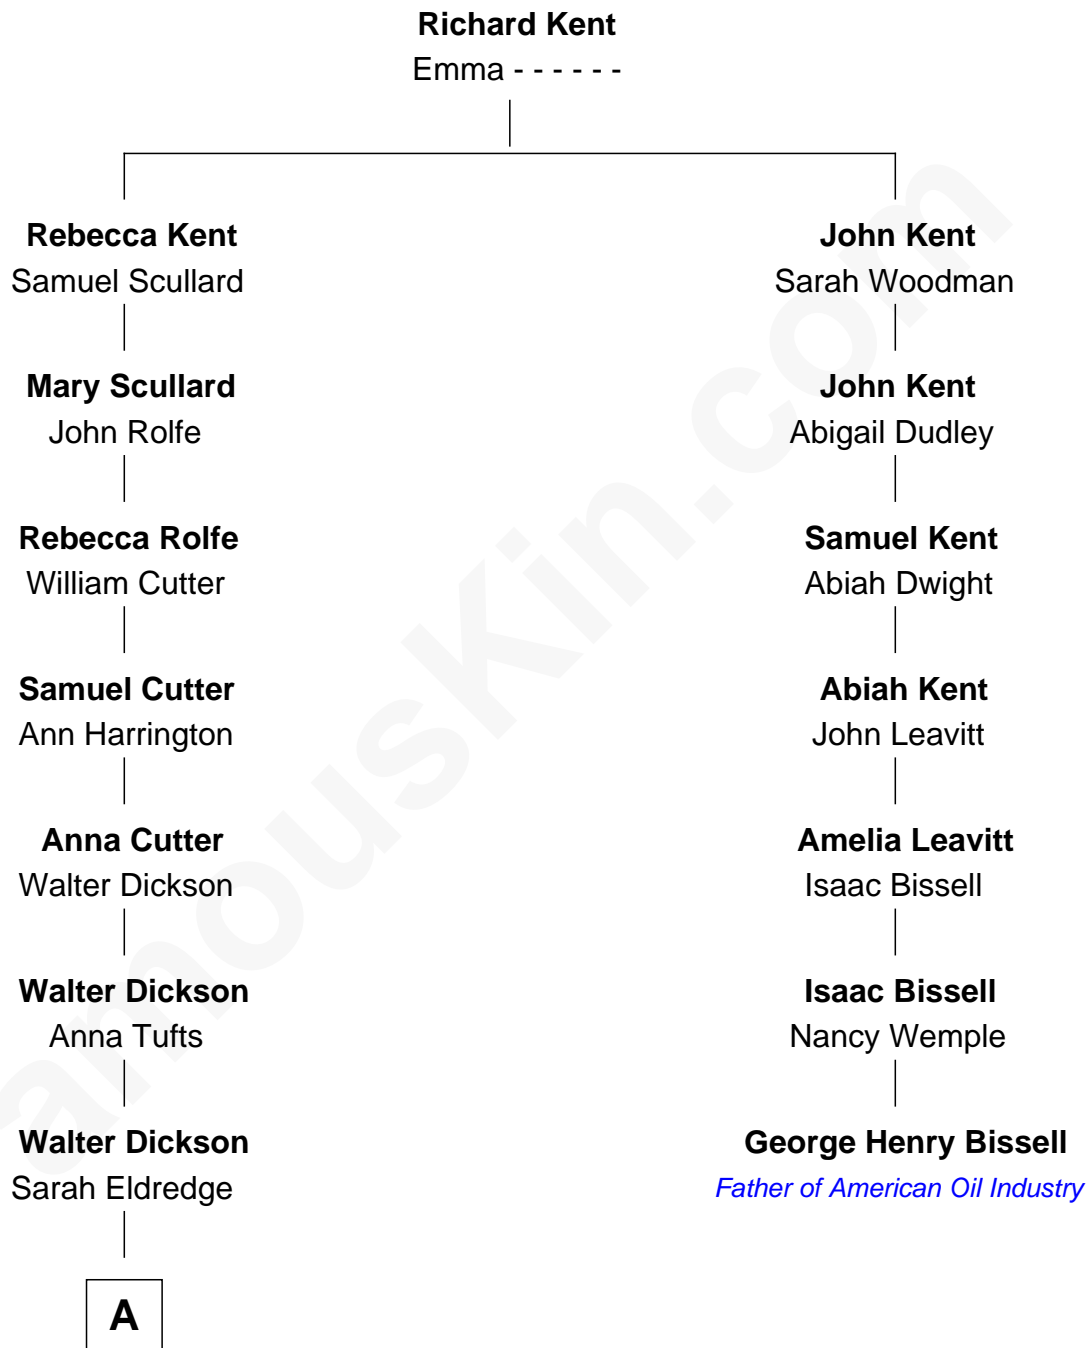 Richard Kent
Emma - - - - - -
Rebecca Kent
Samuel Scullard
John Kent
Sarah Woodman
Mary Scullard
John Rolfe
John Kent
Abigail Dudley
Rebecca Rolfe
William Cutter
Samuel Kent
Abiah Dwight
Samuel Cutter
Ann Harrington
Abiah Kent
John Leavitt
Anna Cutter
Walter Dickson
Amelia Leavitt
Isaac Bissell
Walter Dickson
Anna Tufts
Isaac Bissell
Nancy Wemple
Walter Dickson
Sarah Eldredge
George Henry Bissell
Father of American Oil Industry
A
amousKin.com